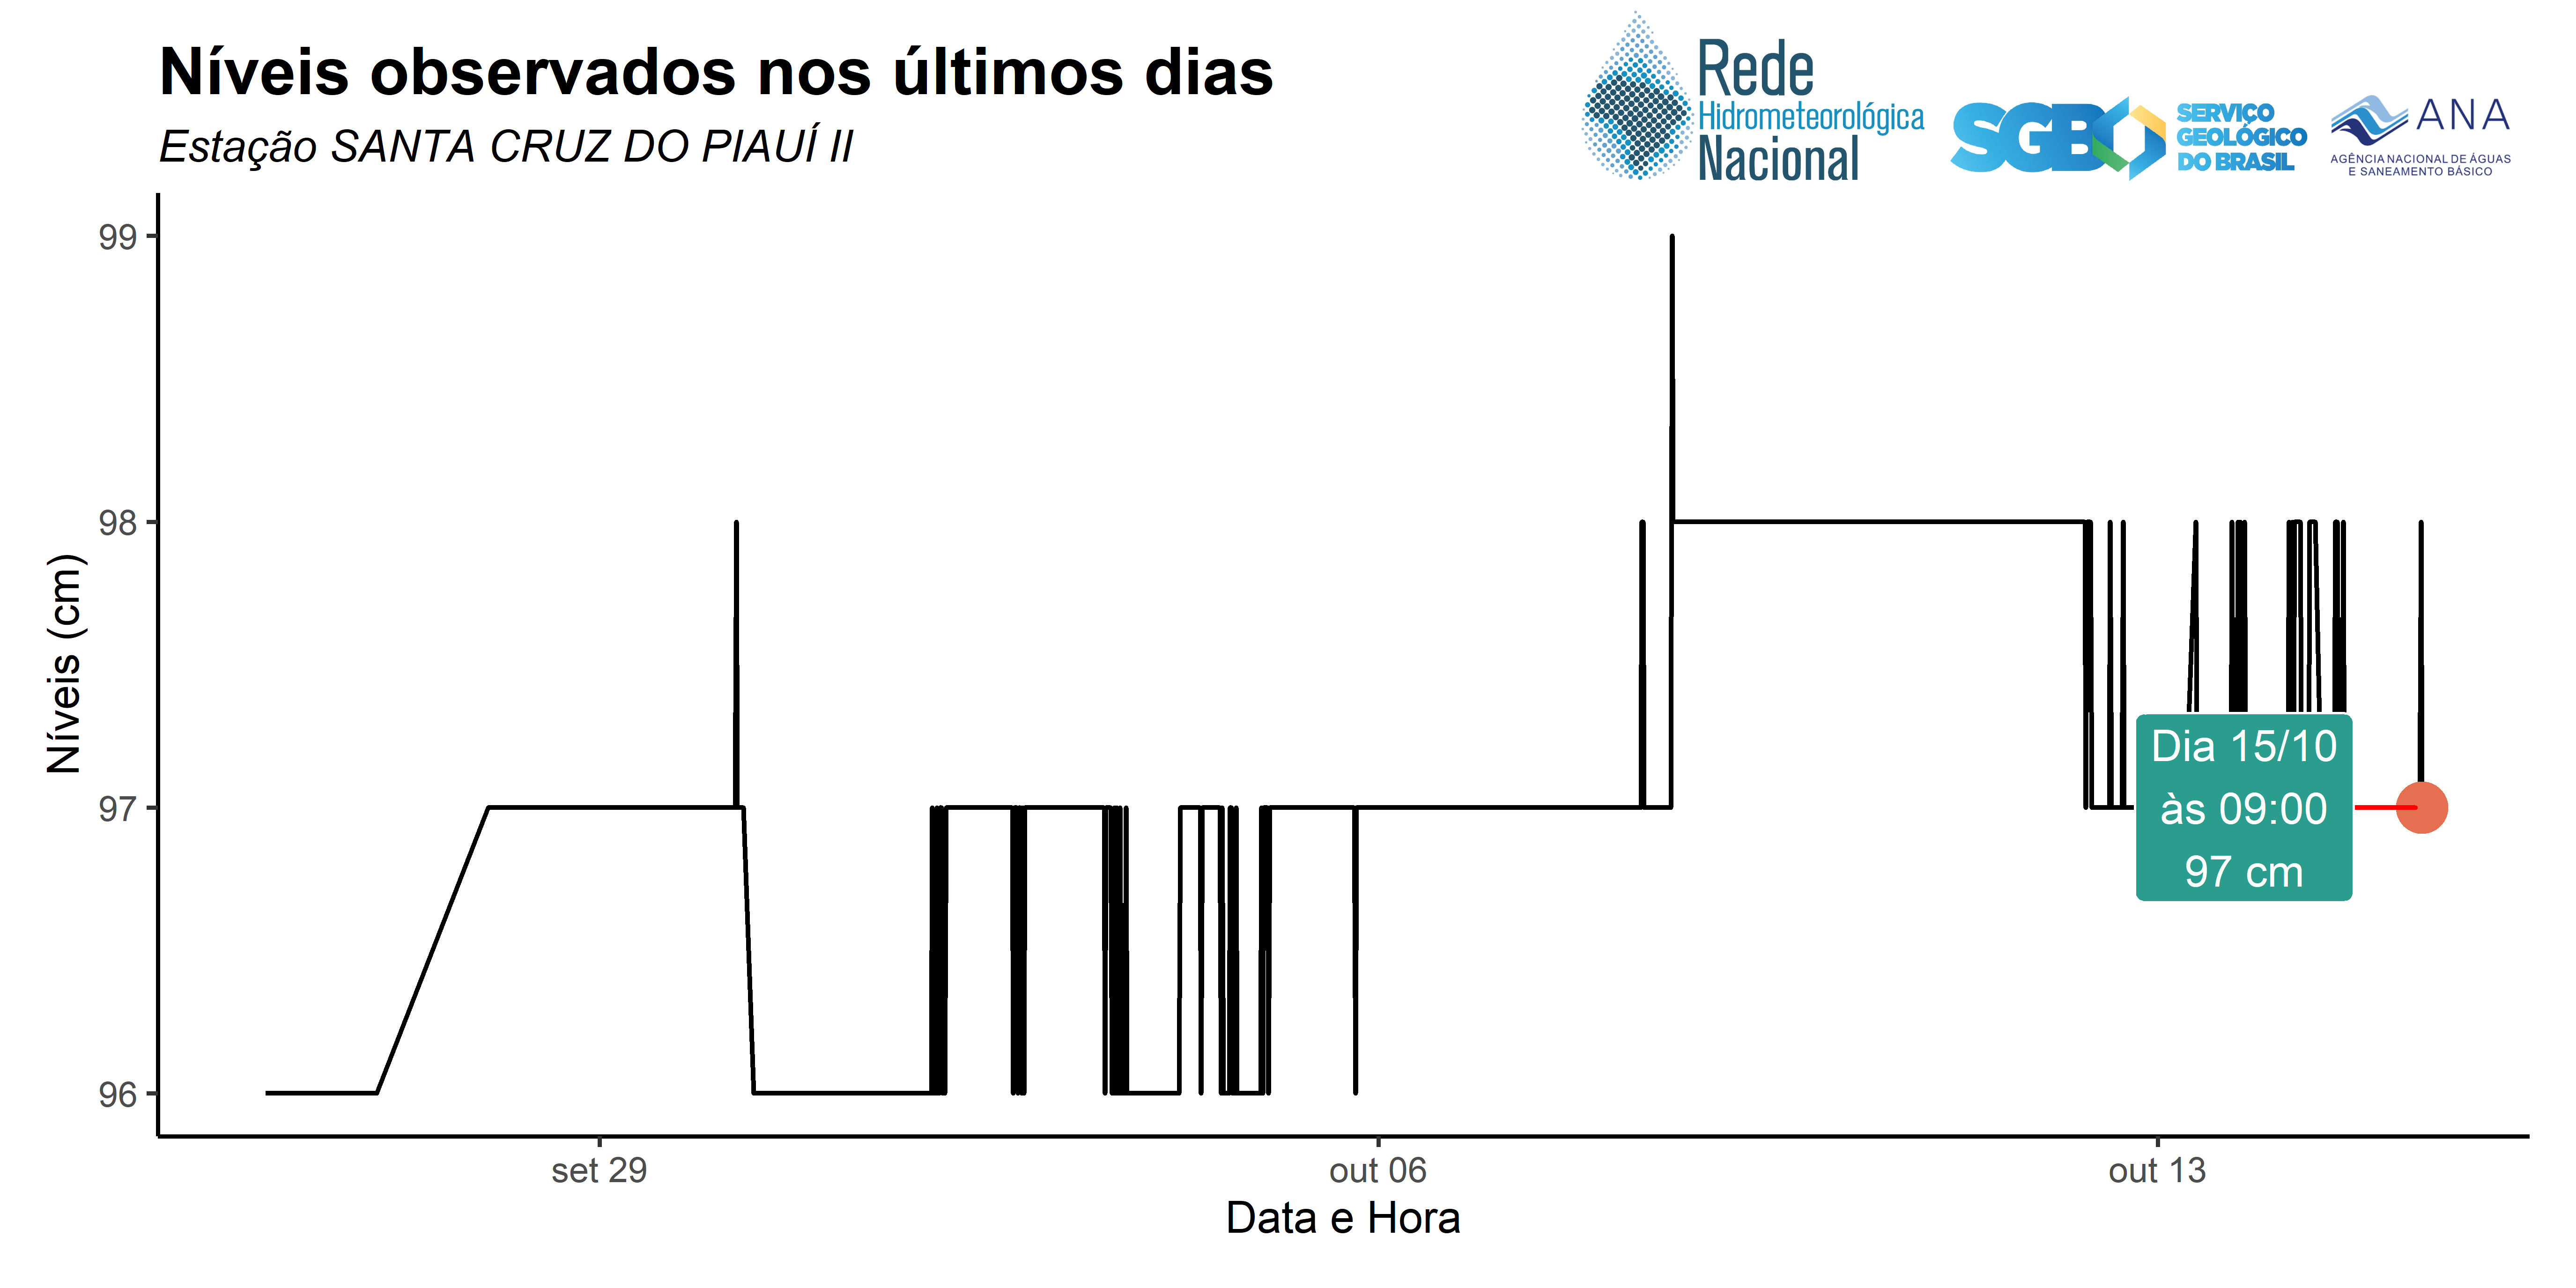 Níveis observados nos últimos dias
Estação SANTA CRUZ DO PIAUÍ II
Rede
Hidrometeorológica
Nacional
SGB
SERVIÇO
GEOLÓGICO
DO BRASIL
ANA
AGÊNCIA NACIONAL DE ÁGUAS
E SANEAMENTO BÁSICO
99
98
97
96
Níveis (cm)
Dia 15/10
às 09:00
97 cm
set 29
out 06
out 13
Data e Hora